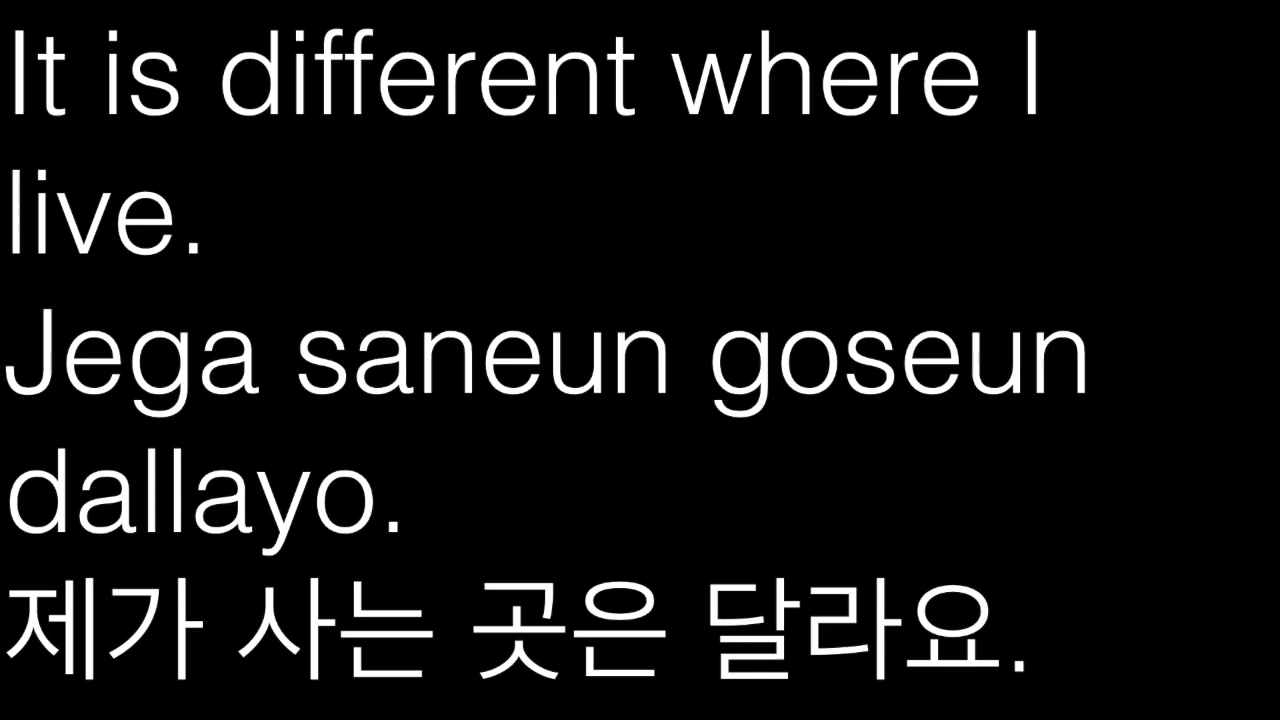 It is different where I
live.
Jega saneun goseun
dallayo.
제가 사는 곳은 달라요.